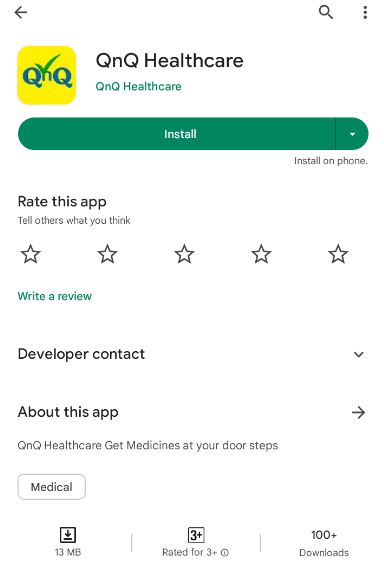 QnQ
QnQ Healthcare
QnQ Healthcare
Install
Install on phone.
Rate this app
Tell others what you think
Write a review
Developer contact
About this app
QnQ Healthcare Get Medicines at your door steps
Medical
3+
100+
13 MB
Rated for 3+
Downloads